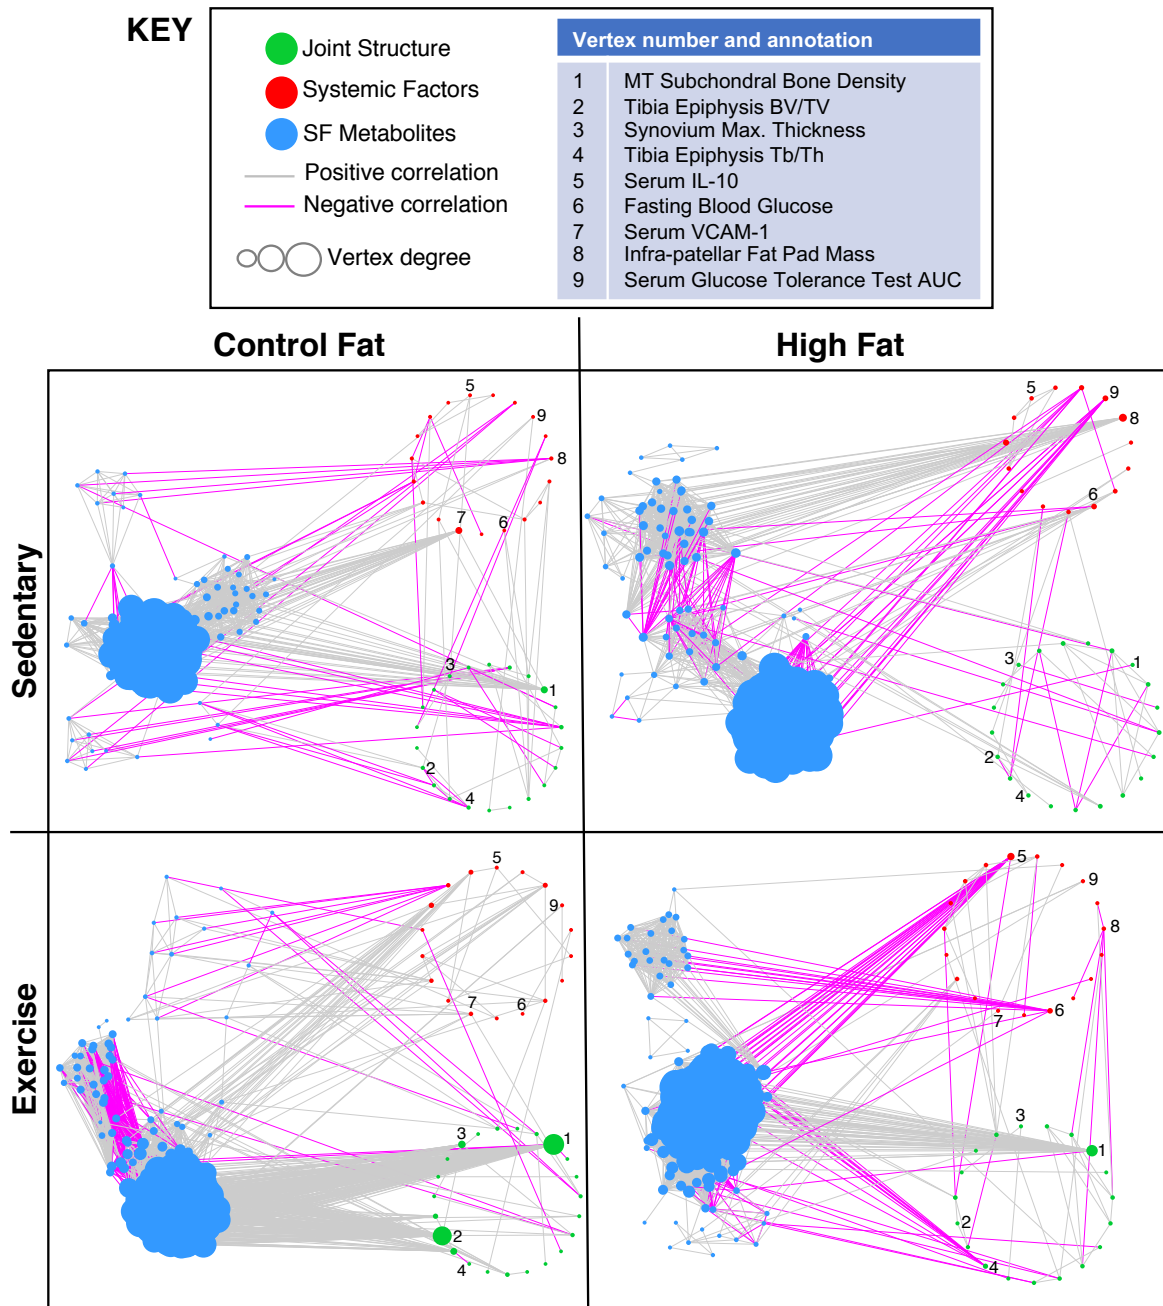 KEY
Joint Structure
Systemic Factors
SF Metabolites
Positive correlation
Negative correlation
Vertex degree
Vertex number and annotation
1 MT Subchondral Bone Density
2 Tibia Epiphysis BV/TV
3 Synovium Max. Thickness
4 Tibia Epiphysis Tb/Th
5 Serum IL-10
6 Fasting Blood Glucose
7 Serum VCAM-1
8 Infra-patellar Fat Pad Mass
9 Serum Glucose Tolerance Test AUC
Control Fat
High Fat
Sedentary
5
9
8
7
6
3
1
2
4
5
9
8
6
3
1
2
4
Exercise
5
9
7
6
3
1
2
4
5
9
8
7
6
3
1
2
4